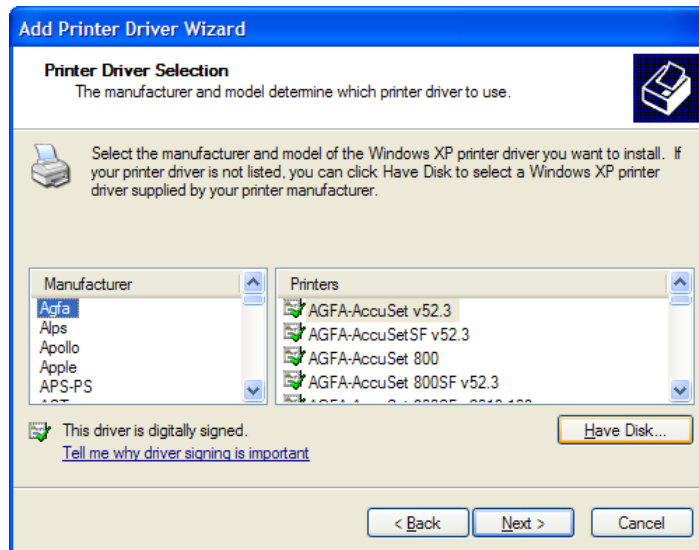 Add Printer Driver Wizard
Printer Driver Selection
The manufacturer and model determine which printer driver to use.
Select the manufacturer and model of the Windows XP printer driver you want to install. If
your printer driver is not listed, you can click Have Disk to select a Windows XP printer
driver supplied by your printer manufacturer.
Manufacturer
Agfa
Alps
Apollo
Apple
APS-PS
Printers
AGFA-AccuSet v52.3
AGFA-AccuSetSF v52.3
AGFA-AccuSet 800
AGFA-AccuSet 800SF v52.3
This driver is digitally signed.
Have Disk...
Tell me why driver signing is important
< Back
Next >
Cancel